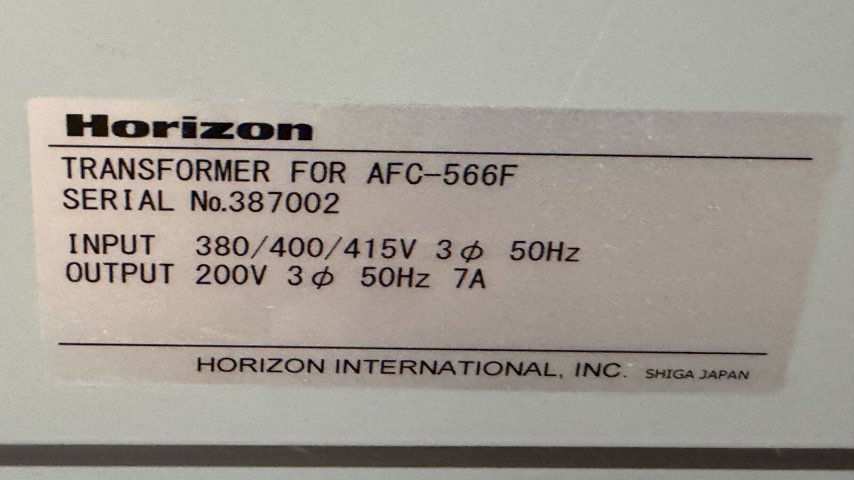 Horizon
TRANSFORMER FOR AFC-566F
SERIAL No.387002
INPUT 380/400/415V 3φ 50Hz
OUTPUT 200V 3φ 50Hz 7A
HORIZON INTERNATIONAL, INC. SHIGA JAPAN